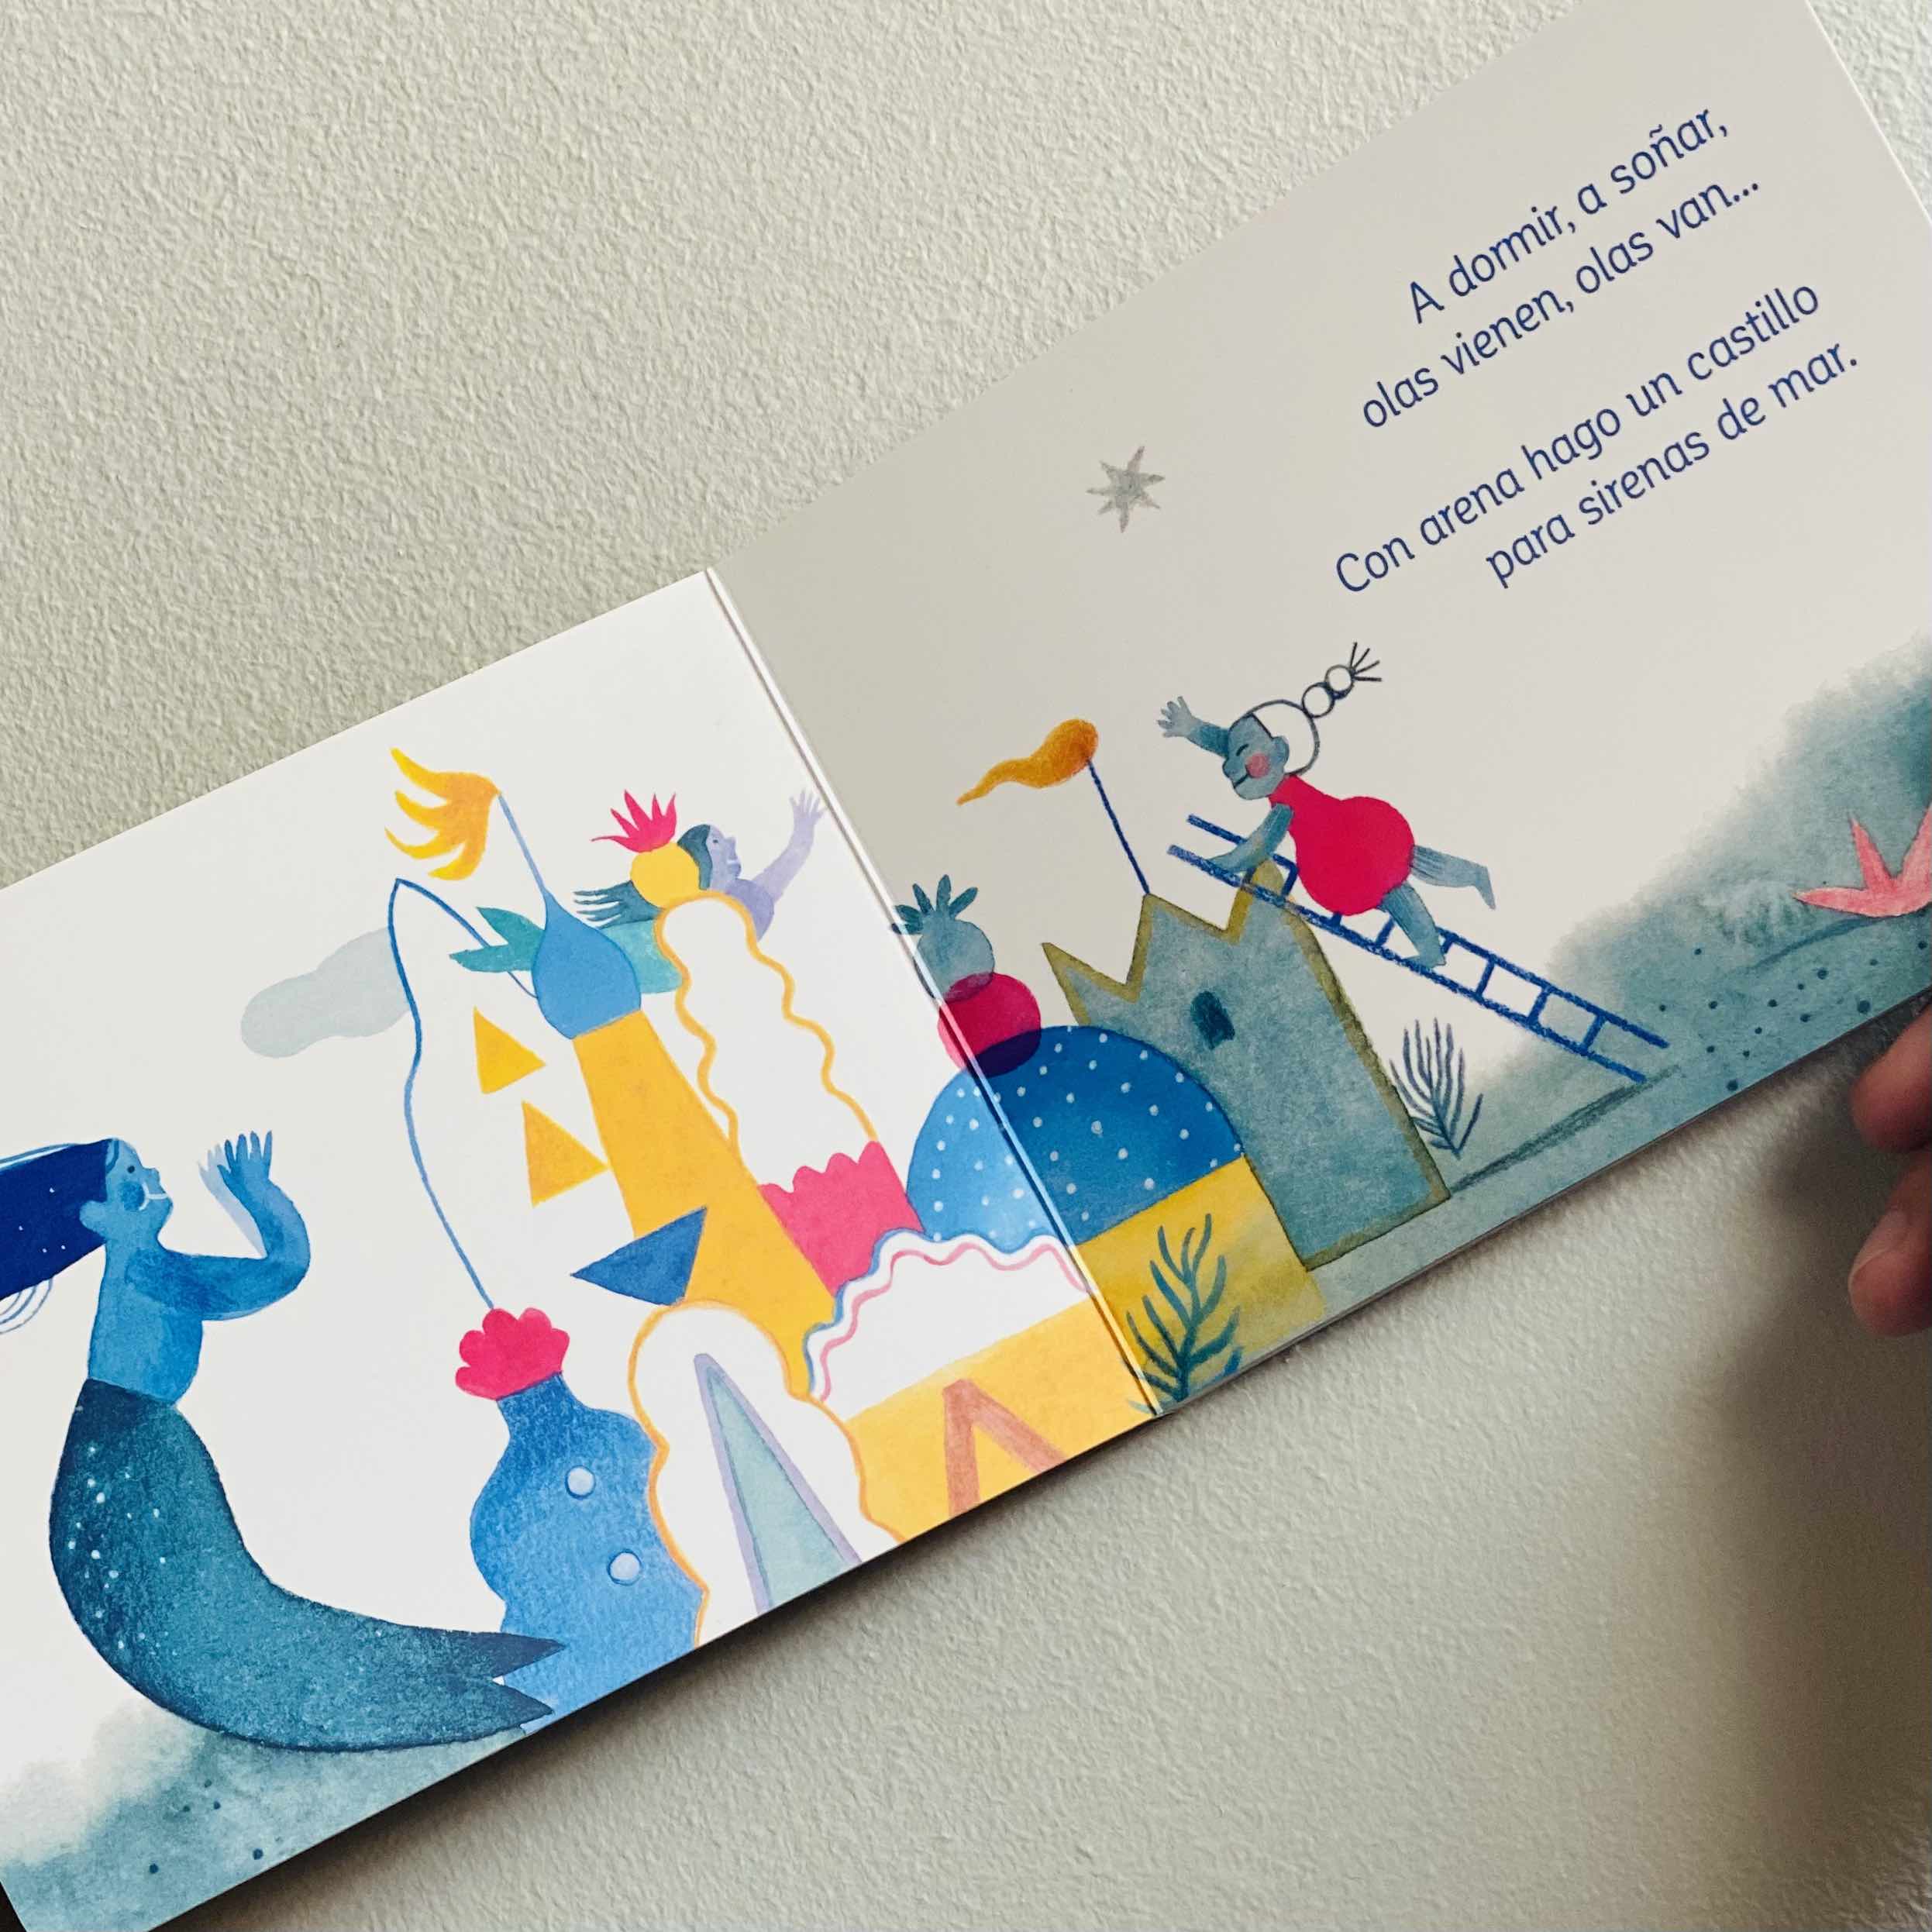 A dormir, a soñar,
olas vienen, olas van...
Con arena hago un castillo
para sirenas de mar.